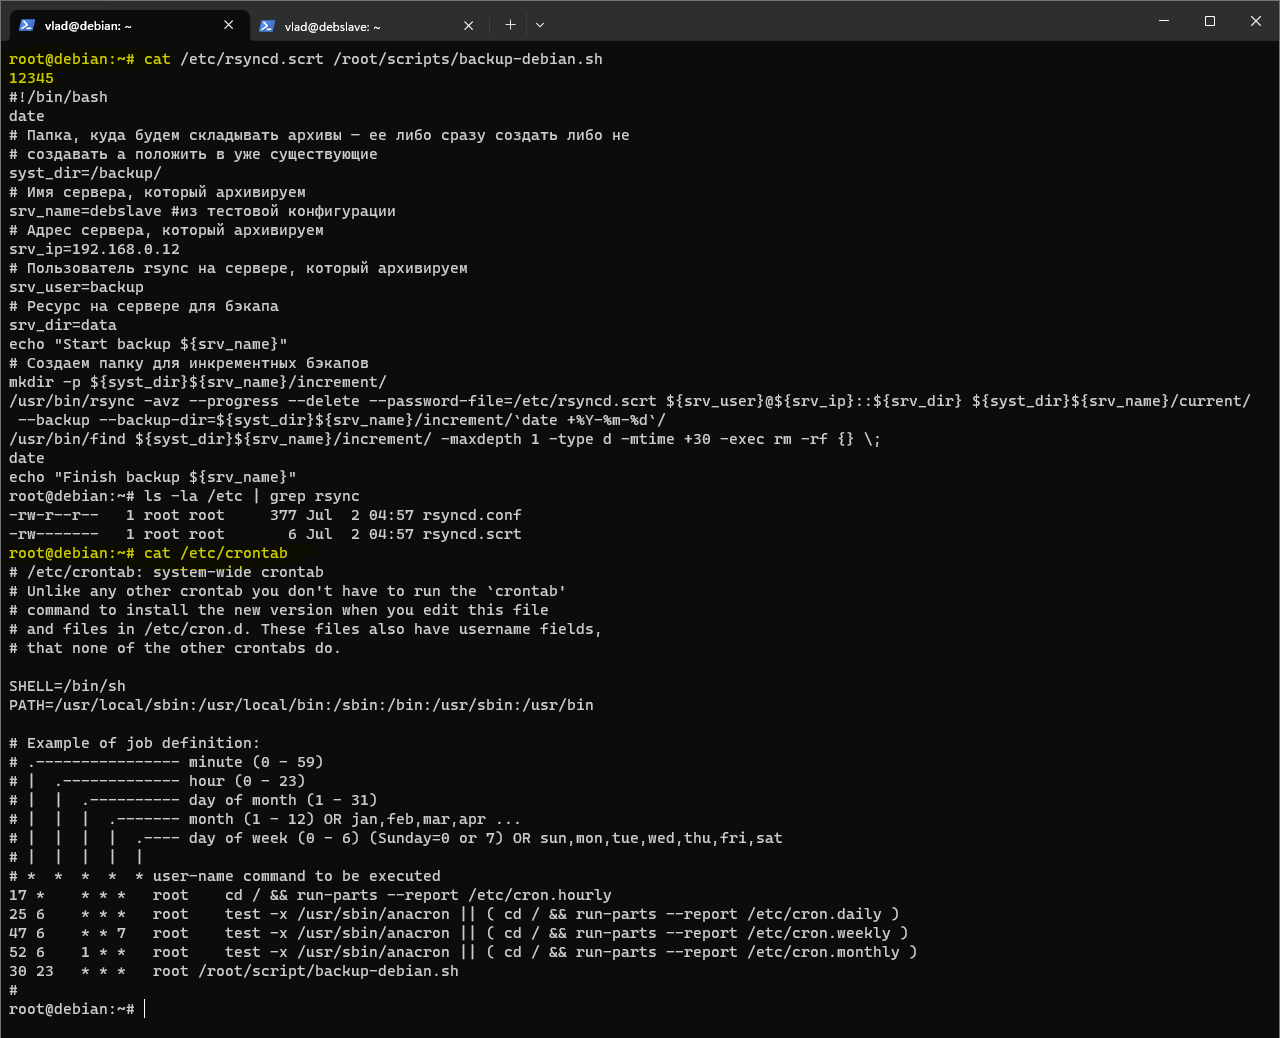 vlad@debian: ~
vlad@debslave: ~
root@debian:~# cat /etc/rsyncd.scrt /root/scripts/backup-debian.sh
12345
#!/bin/bash
date
# Папка, куда будем складывать архивы — ее либо сразу создать либо не
# создавать а положить в уже существующие
syst_dir=/backup/
# Имя сервера, который архивируем
srv_name=debslave #из тестовой конфигурации
# Адрес сервера, который архивируем
srv_ip=192.168.0.12
# Пользователь rsync на сервере, который архивируем
srv_user=backup
# Ресурс на сервере для бэкапа
srv_dir=data
echo "Start backup ${srv_name}"
# Создаем папку для инкрементных бэкапов
mkdir -p ${syst_dir}${srv_name}/increment/
/usr/bin/rsync -avz --progress --delete --password-file=/etc/rsyncd.scrt ${srv_user}@${srv_ip}::${srv_dir} ${syst_dir}${srv_name}/current/
--backup --backup-dir=${syst_dir}${srv_name}/increment/`date +%Y-%m-%d`/
/usr/bin/find ${syst_dir}${srv_name}/increment/ -maxdepth 1 -type d -mtime +30 -exec rm -rf {} \;
date
echo "Finish backup ${srv_name}"
root@debian:~# ls -la /etc | grep rsync
-rw-r--r--   1 root root     377 Jul  2 04:57 rsyncd.conf
-rw-------   1 root root       6 Jul  2 04:57 rsyncd.scrt
root@debian:~# cat /etc/crontab
# /etc/crontab: system-wide crontab
# Unlike any other crontab you don't have to run the `crontab'
# command to install the new version when you edit this file
# and files in /etc/cron.d. These files also have username fields,
# that none of the other crontabs do.
SHELL=/bin/sh
PATH=/usr/local/sbin:/usr/local/bin:/sbin:/bin:/usr/sbin:/usr/bin
# Example of job definition:
# .---------------- minute (0 - 59)
# |  .------------- hour (0 - 23)
# |  |  .---------- day of month (1 - 31)
# |  |  |  .------- month (1 - 12) OR jan,feb,mar,apr ...
# |  |  |  |  .---- day of week (0 - 6) (Sunday=0 or 7) OR sun,mon,tue,wed,thu,fri,sat
# |  |  |  |  |
# *  *  *  *  * user-name command to be executed
17 *    * * *   root    cd / && run-parts --report /etc/cron.hourly
25 6    * * *   root    test -x /usr/sbin/anacron || ( cd / && run-parts --report /etc/cron.daily )
47 6    * * 7   root    test -x /usr/sbin/anacron || ( cd / && run-parts --report /etc/cron.weekly )
52 6    1 * *   root    test -x /usr/sbin/anacron || ( cd / && run-parts --report /etc/cron.monthly )
30 23   * * *   root /root/script/backup-debian.sh
#
root@debian:~#